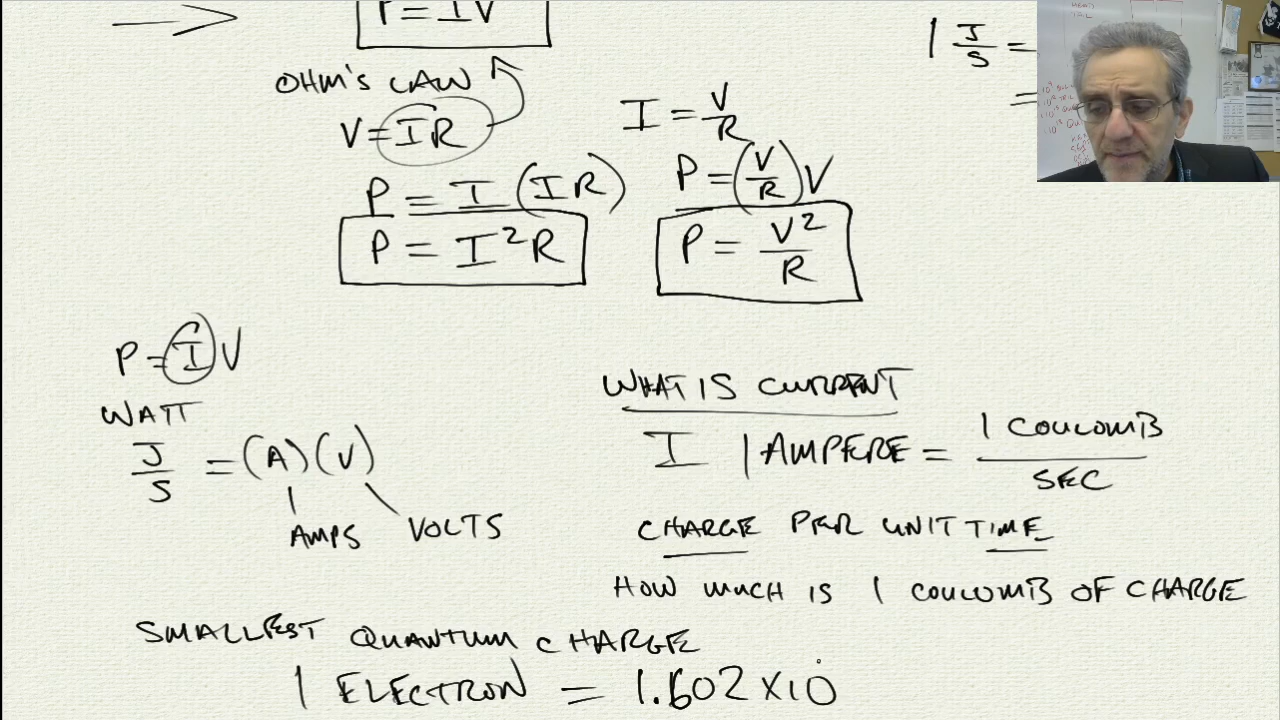 P = IV
OHM'S LAW
V = IR
P = I (IR)
P = I²R
I = V/R
P = (V/R)V
P = V²/R
1 J/S =
=
P = IV
WATT
J/S = (A)(V)
AMPS
VOLTS
WHAT IS CURRENT
I 1 AMPERE = 1 COULOMB/SEC
CHARGE PER UNIT TIME
HOW MUCH IS 1 COULOMB OF CHARGE
SMALLEST QUANTUM CHARGE
1 ELECTRON = 1.602 X10